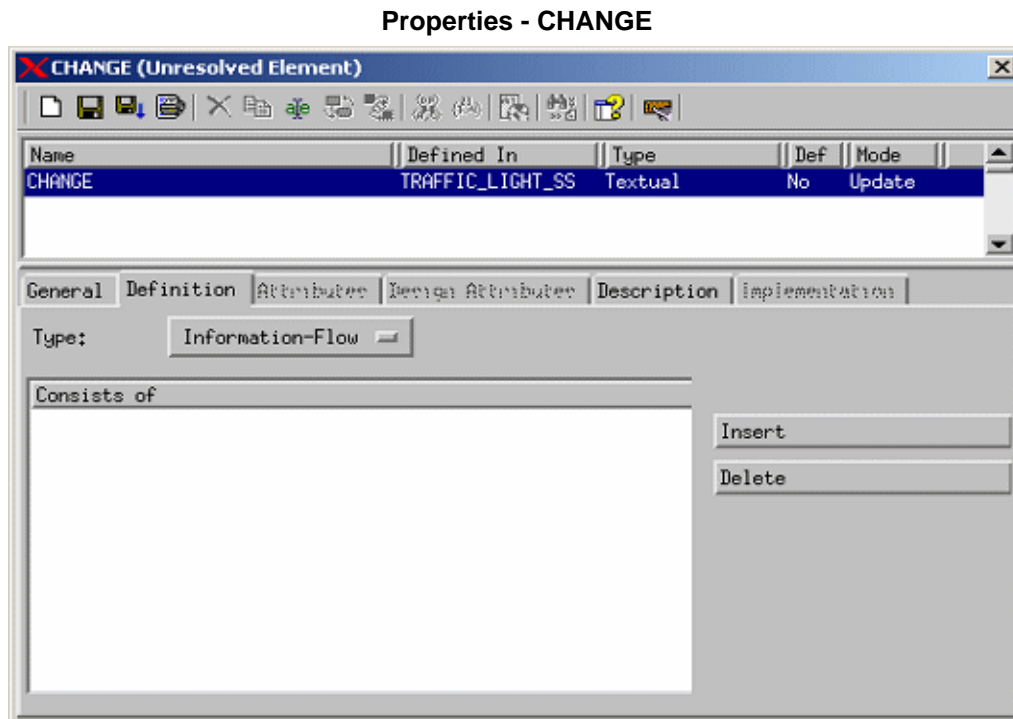 Properties - CHANGE
CHANGE (Unresolved Element)
Name Defined In Type Def Mode
CHANGE TRAFFIC_LIGHT_SS Textual No Update
General Definition Attributes Design Attributes Description Implementation
Type: Information-Flow
Consists of
Insert
Delete